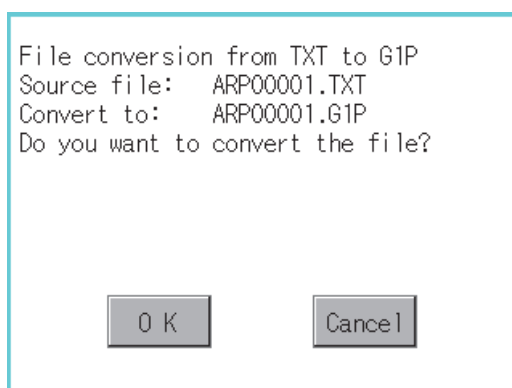 File conversion from TXT to G1P
Source file: ARP00001.TXT
Convert to: ARP00001.G1P
Do you want to convert the file?
O K
Cancel